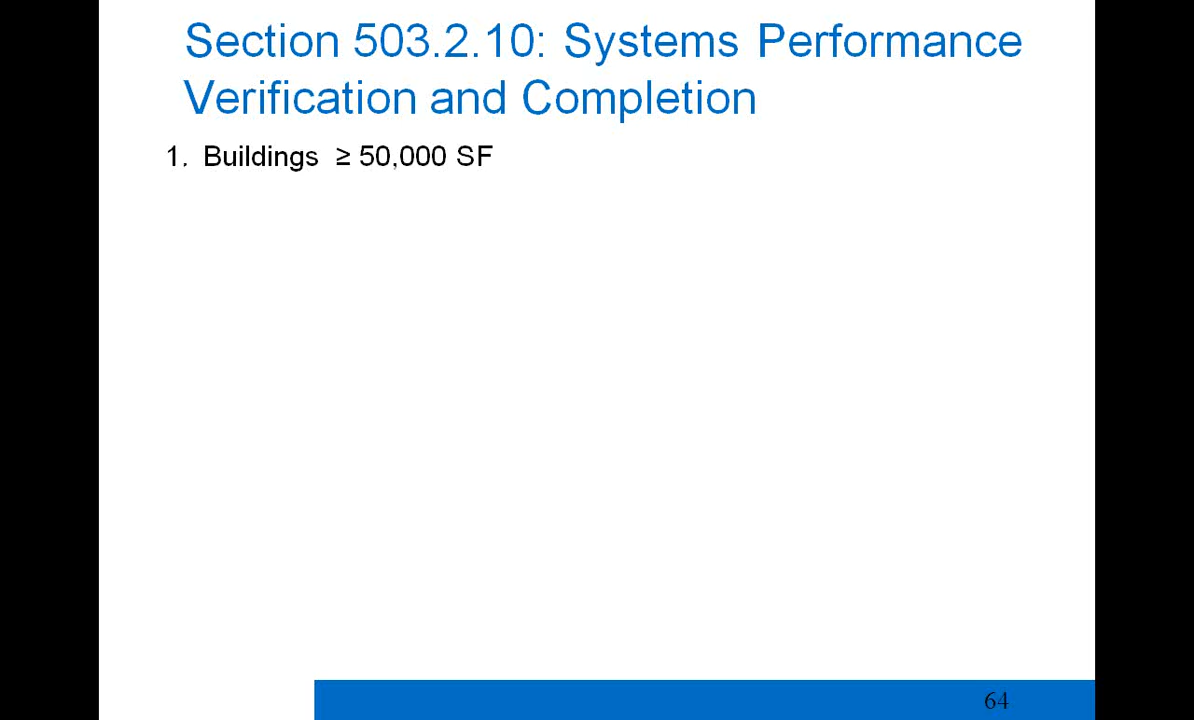 Section 503.2.10: Systems Performance
Verification and Completion
1. Buildings ≥ 50,000 SF
64